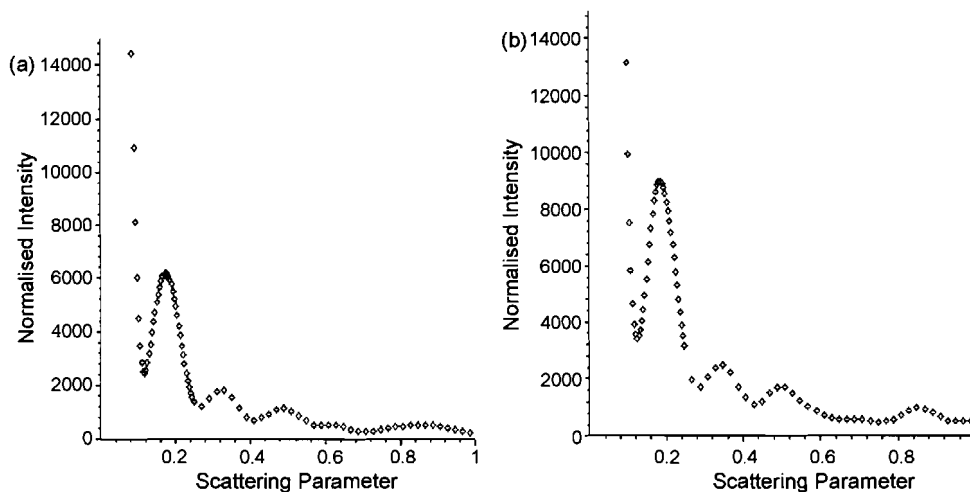 (a)
14000
12000
10000
8000
6000
4000
2000
0
0.2 0.4 0.6 0.8 1
Normalised Intensity
Scattering Parameter
(b)
14000
12000
10000
8000
6000
4000
2000
0
0.2 0.4 0.6 0.8
Normalised Intensity
Scattering Parameter